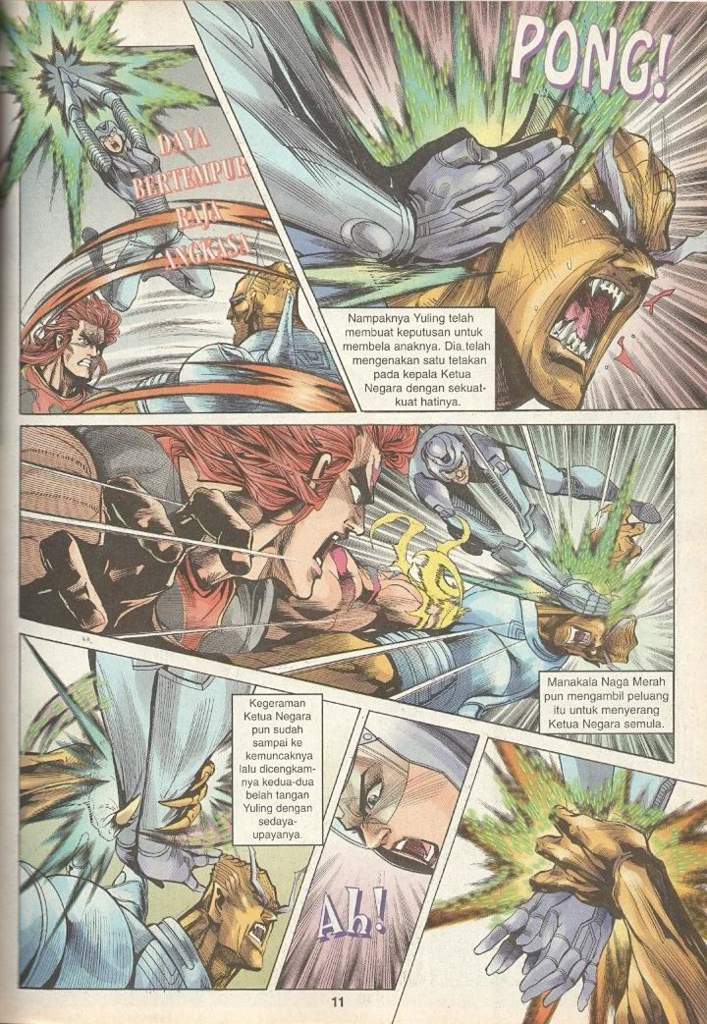 DAYA
BERTEMPUR
RAJA
ANGKASA
PONG!
Nampaknya Yuling telah
membuat keputusan untuk
membela anaknya. Dia telah
mengenakan satu tetakan
pada kepala Ketua
Negara dengan sekuat-
kuat hatinya.
Manakala Naga Merah
pun mengambil peluang
itu untuk menyerang
Ketua Negara semula.
Kegeraman
Ketua Negara
pun sudah
sampai ke
kemuncaknya
lalu dicengkam-
nya kedua-dua
belah tangan
Yuling dengan
sedaya-
upayanya.
Ah!
11